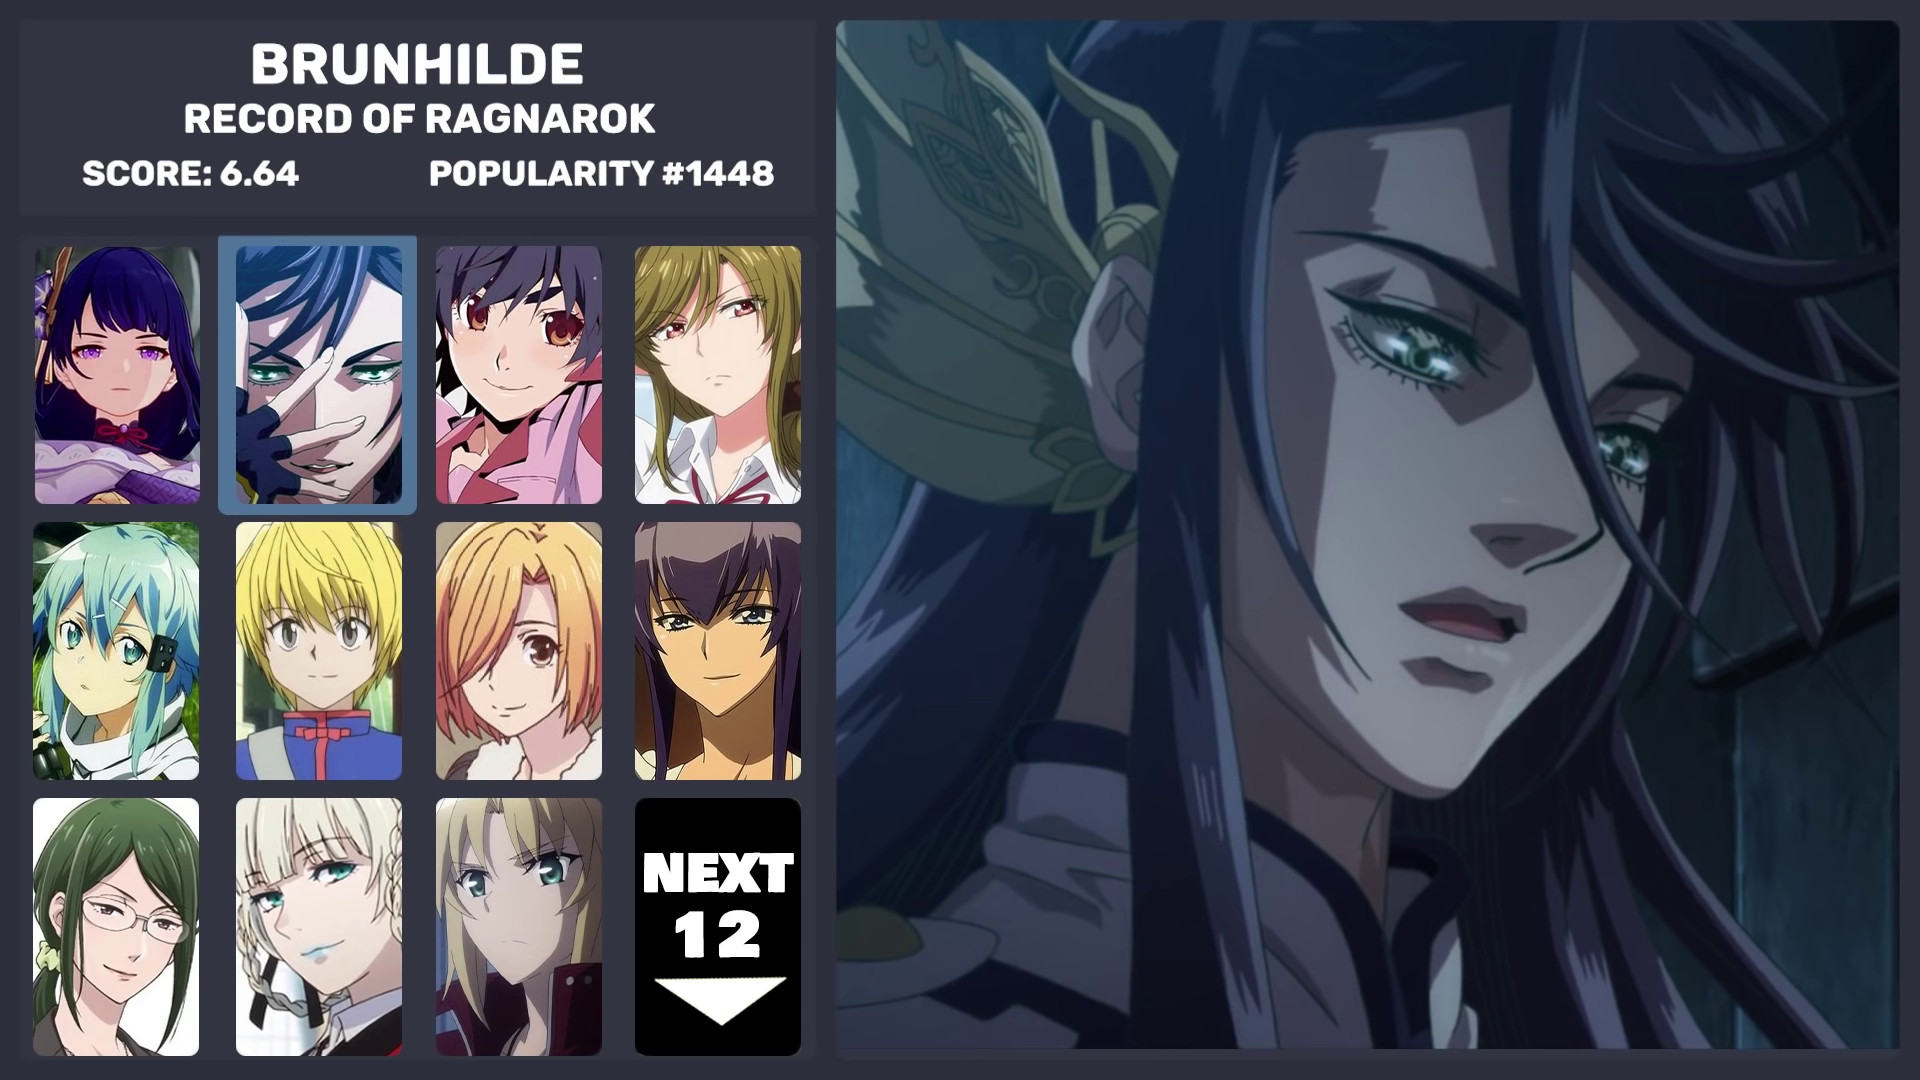 BRUNHILDE
RECORD OF RAGNAROK
SCORE: 6.64
POPULARITY #1448
NEXT
12